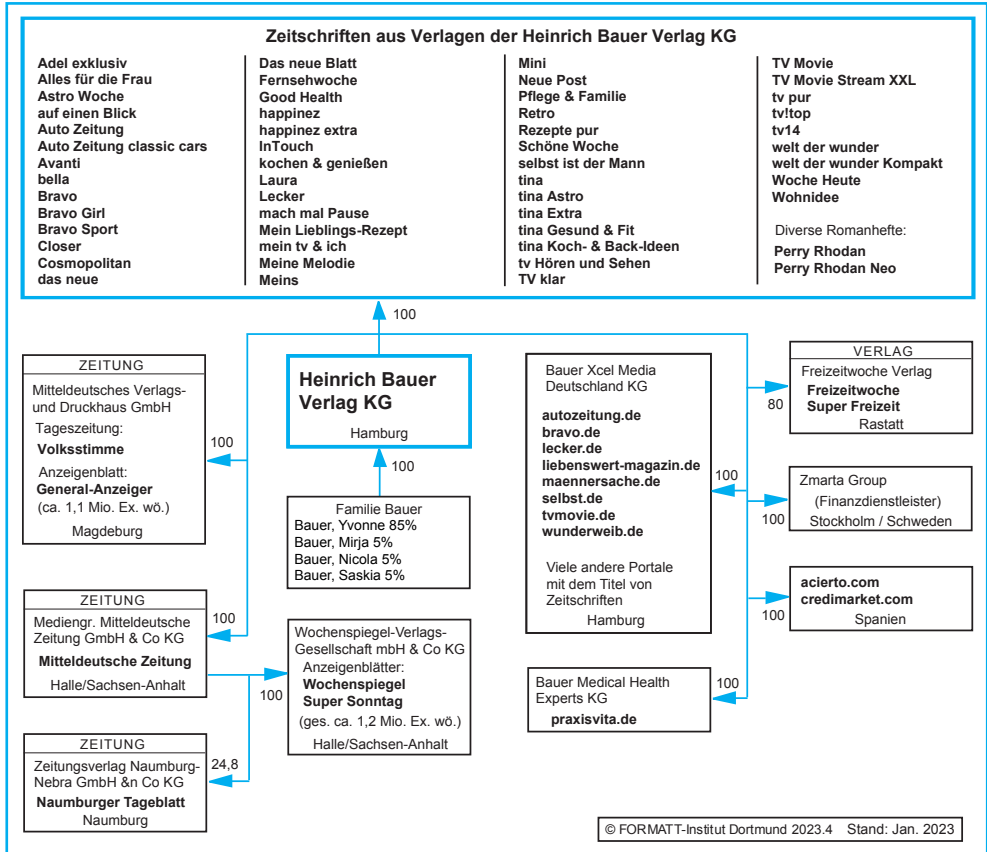 Zeitschriften aus Verlagen der Heinrich Bauer Verlag KG
Adel exklusiv
Alles für die Frau
Astro Woche
auf einen Blick
Auto Zeitung
Auto Zeitung classic cars
Avanti
bella
Bravo
Bravo Girl
Bravo Sport
Closer
Cosmopolitan
das neue
Das neue Blatt
Fernsehwoche
Good Health
happinez
happinez extra
InTouch
kochen & genießen
Laura
Lecker
mach mal Pause
Mein Lieblings-Rezept
mein tv & ich
Meine Melodie
Meins
Mini
Neue Post
Pflege & Familie
Retro
Rezepte pur
Schöne Woche
selbst ist der Mann
tina
tina Astro
tina Extra
tina Gesund & Fit
tina Koch- & Back-Ideen
tv Hören und Sehen
TV klar
TV Movie
TV Movie Stream XXL
tv pur
tv!top
tv14
welt der wunder
welt der wunder Kompakt
Woche Heute
Wohnidee
Diverse Romanhefte:
Perry Rhodan
Perry Rhodan Neo
100
ZEITUNG
Mitteldeutsches Verlags-
und Druckhaus GmbH
Tageszeitung:
Volksstimme
Anzeigenblatt:
General-Anzeiger
(ca. 1,1 Mio. Ex. wö.)
Magdeburg
100
Heinrich Bauer
Verlag KG
Hamburg
100
Familie Bauer
Bauer, Yvonne 85%
Bauer, Mirja 5%
Bauer, Nicola 5%
Bauer, Saskia 5%
Bauer Xcel Media
Deutschland KG
autozeitung.de
bravo.de
lecker.de
liebenswert-magazin.de
maennersache.de
selbst.de
tvmovie.de
wunderweib.de
Viele andere Portale
mit dem Titel von
Zeitschriften
Hamburg
100
VERLAG
Freizeitwoche Verlag
Freizeitwoche
Super Freizeit
Rastatt
80
Zmarta Group
(Finanzdienstleister)
Stockholm / Schweden
100
acierto.com
credimarket.com
Spanien
100
ZEITUNG
Mediengr. Mitteldeutsche
Zeitung GmbH & Co KG
Mitteldeutsche Zeitung
Halle/Sachsen-Anhalt
100
Wochenspiegel-Verlags-
Gesellschaft mbH & Co KG
Anzeigenblätter:
Wochenspiegel
Super Sonntag
(ges. ca. 1,2 Mio. Ex. wö.)
Halle/Sachsen-Anhalt
100
Bauer Medical Health
Experts KG
praxisvita.de
100
ZEITUNG
Zeitungsverlag Naumburg-
Nebra GmbH &n Co KG
Naumburger Tageblatt
Naumburg
24,8
© FORMATT-Institut Dortmund 2023.4 Stand: Jan. 2023